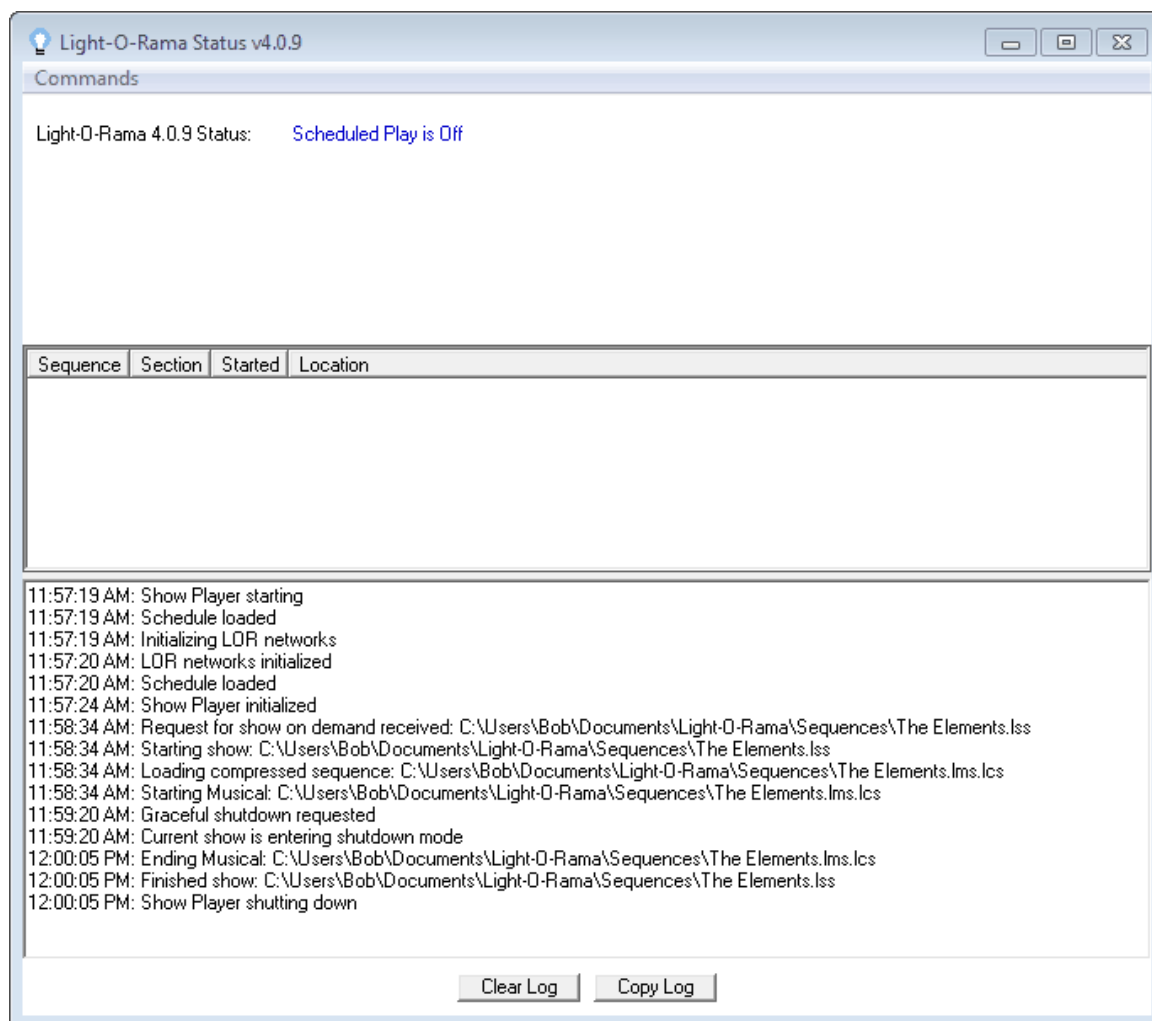 Light-O-Rama Status v4.0.9
Commands
Light-O-Rama 4.0.9 Status: Scheduled Play is Off
Sequence Section Started Location
11:57:19 AM: Show Player starting
11:57:19 AM: Schedule loaded
11:57:19 AM: Initializing LOR networks
11:57:20 AM: LOR networks initialized
11:57:20 AM: Schedule loaded
11:57:24 AM: Show Player initialized
11:58:34 AM: Request for show on demand received: C:\Users\Bob\Documents\Light-O-Rama\Sequences\The Elements.lss
11:58:34 AM: Starting show: C:\Users\Bob\Documents\Light-O-Rama\Sequences\The Elements.lss
11:58:34 AM: Loading compressed sequence: C:\Users\Bob\Documents\Light-O-Rama\Sequences\The Elements.lms.lcs
11:58:34 AM: Starting Musical: C:\Users\Bob\Documents\Light-O-Rama\Sequences\The Elements.lms.lcs
11:59:20 AM: Graceful shutdown requested
11:59:20 AM: Current show is entering shutdown mode
12:00:05 PM: Ending Musical: C:\Users\Bob\Documents\Light-O-Rama\Sequences\The Elements.lms.lcs
12:00:05 PM: Finished show: C:\Users\Bob\Documents\Light-O-Rama\Sequences\The Elements.lss
12:00:05 PM: Show Player shutting down
Clear Log Copy Log